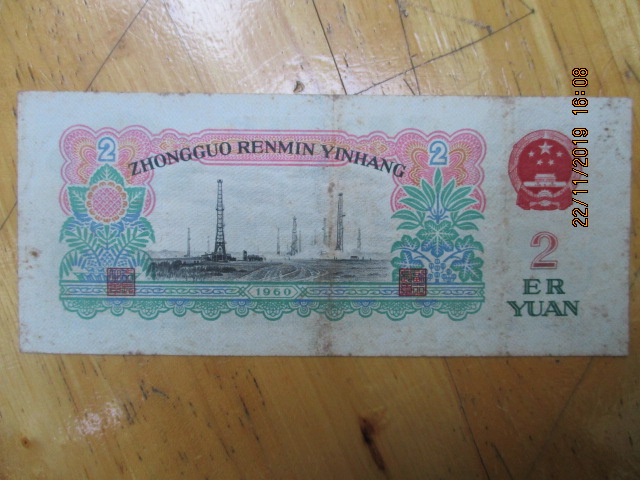 2
ZHONGGUO RENMIN YINHANG
2
1960
2
ER
YUAN
22/11/2019 16:08